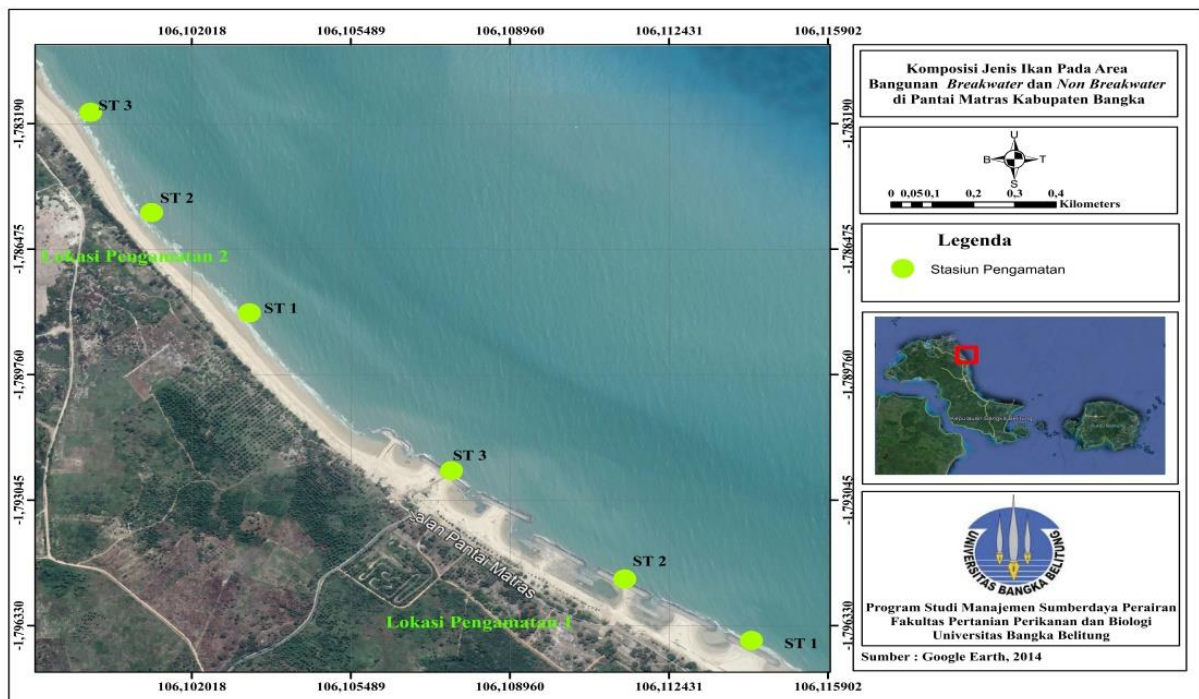 106,102018 106,105489 106,108960 106,112431 106,115902
-1,783190
-1,786475
-1,789760
-1,793045
-1,796330
-1,783190
-1,786475
-1,789760
-1,793045
-1,796330
ST 3
ST 2
Lokasi Pengamatan 2
ST 1
ST 3
Jalan Pantai Matras
ST 2
Lokasi Pengamatan 1
ST 1
106,102018 106,105489 106,108960 106,112431 106,115902
Komposisi Jenis Ikan Pada Area
Bangunan Breakwater dan Non Breakwater
di Pantai Matras Kabupaten Bangka
U
B T
S
0 0,05 0,1 0,2 0,3 0,4
Kilometers
Legenda
Stasiun Pengamatan
Kepulauan Bangka Belitung
UNIVERSITAS BANGKA BELITUNG
Program Studi Manajemen Sumberdaya Perairan
Fakultas Pertanian Perikanan dan Biologi
Universitas Bangka Belitung
Sumber : Google Earth, 2014